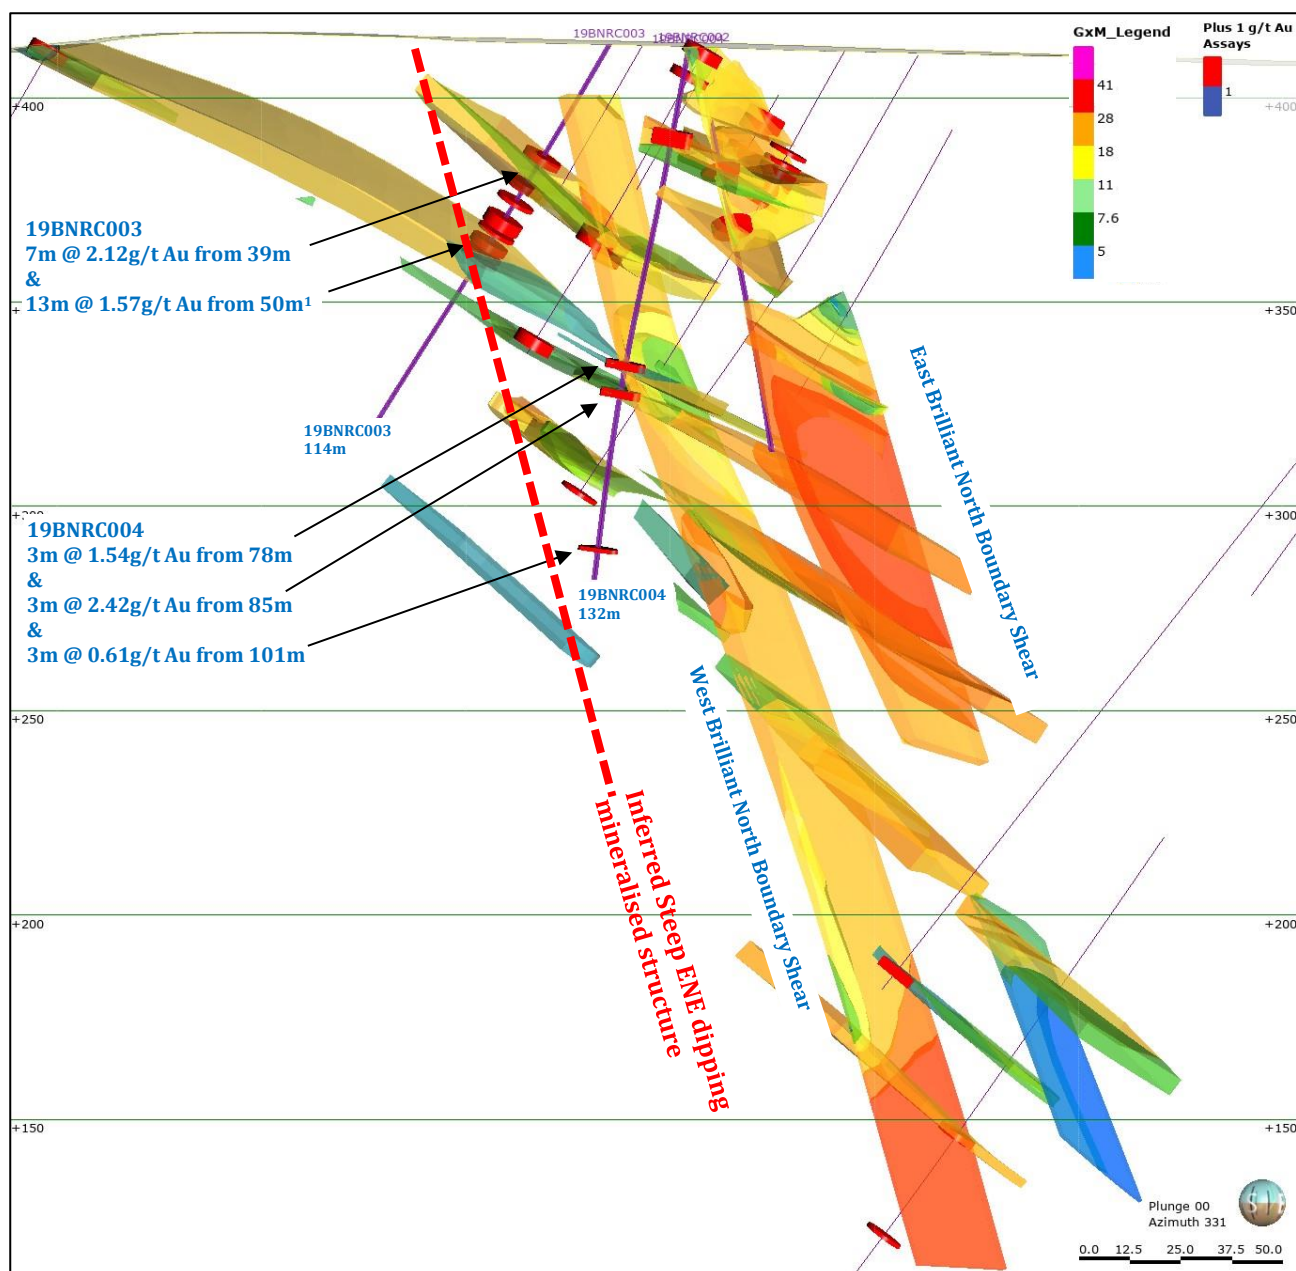 19BNRC003
19BNRC002
19BNRC004
GxM_Legend
41
28
18
11
7.6
5
Plus 1 g/t Au
Assays
1
+400
+400
19BNRC003
7m @ 2.12g/t Au from 39m
&
13m @ 1.57g/t Au from 50m¹
+350
East Brilliant North Boundary Shear
19BNRC003
114m
+300
19BNRC004
3m @ 1.54g/t Au from 78m
&
3m @ 2.42g/t Au from 85m
&
3m @ 0.61g/t Au from 101m
19BNRC004
132m
West Brilliant North Boundary Shear
+250
+250
Inferred Steep ENE dipping
mineralised structure
+200
+200
+150
+150
Plunge 00
Azimuth 331
0.0 12.5 25.0 37.5 50.0